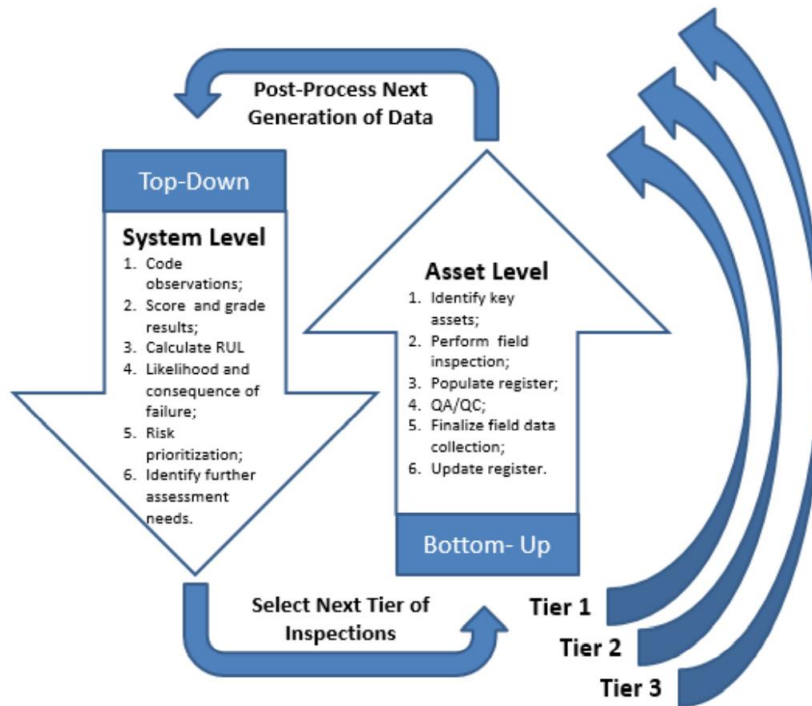 Post-Process Next
Generation of Data
Top-Down
System Level
1. Code
observations;
2. Score and grade
results;
3. Calculate RUL
4. Likelihood and
consequence of
failure;
5. Risk
prioritization;
6. Identify further
assessment
needs.
Asset Level
1. Identify key
assets;
2. Perform field
inspection;
3. Populate register;
4. QA/QC;
5. Finalize field data
collection;
6. Update register.
Bottom- Up
Select Next Tier of
Inspections
Tier 1
Tier 2
Tier 3